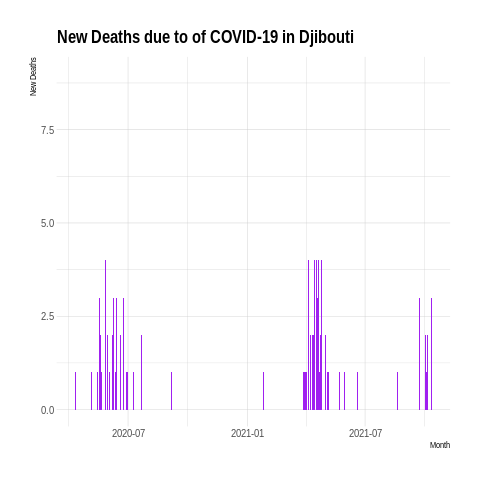 New Deaths due to of COVID-19 in Djibouti
New Deaths
7.5
5.0
2.5
0.0
2020-07 2021-01 2021-07
Month